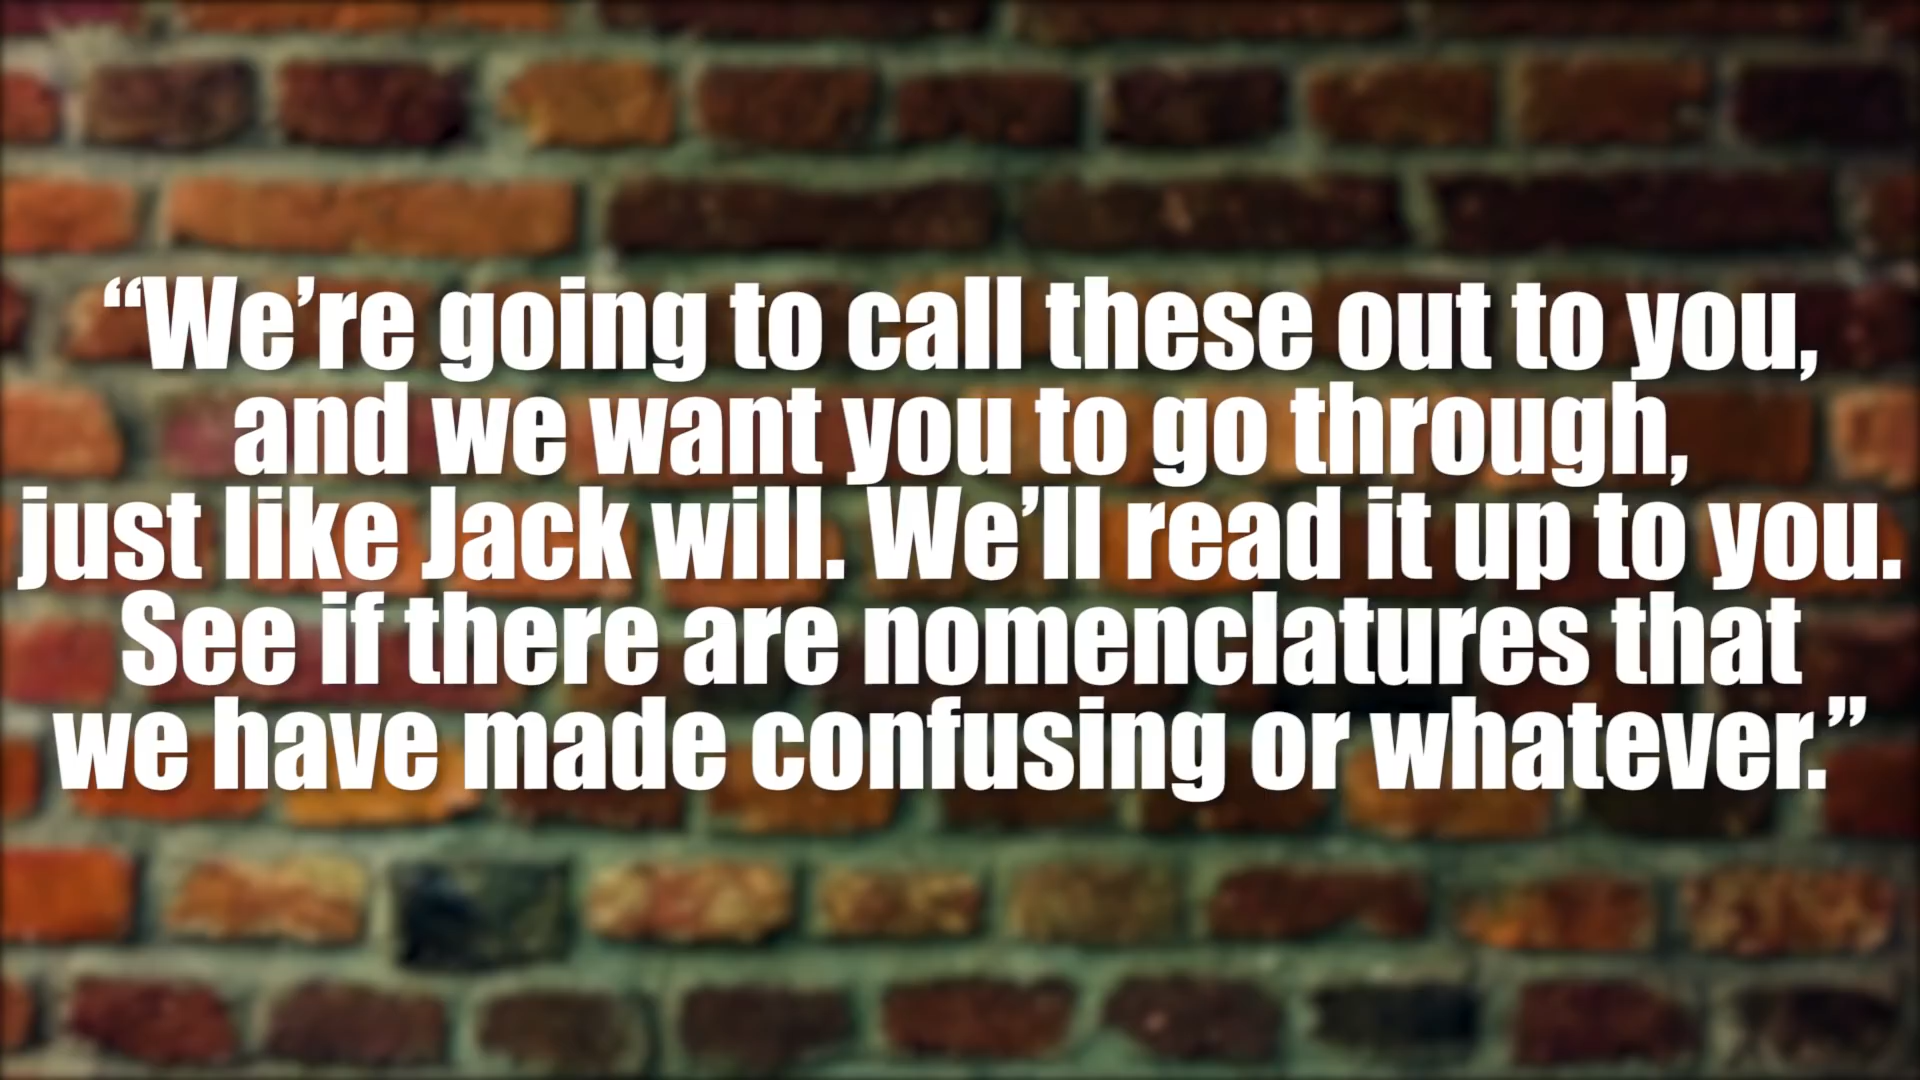 “We’re going to call these out to you,
and we want you to go through,
just like Jack will. We’ll read it up to you.
See if there are nomenclatures that
we have made confusing or whatever.”